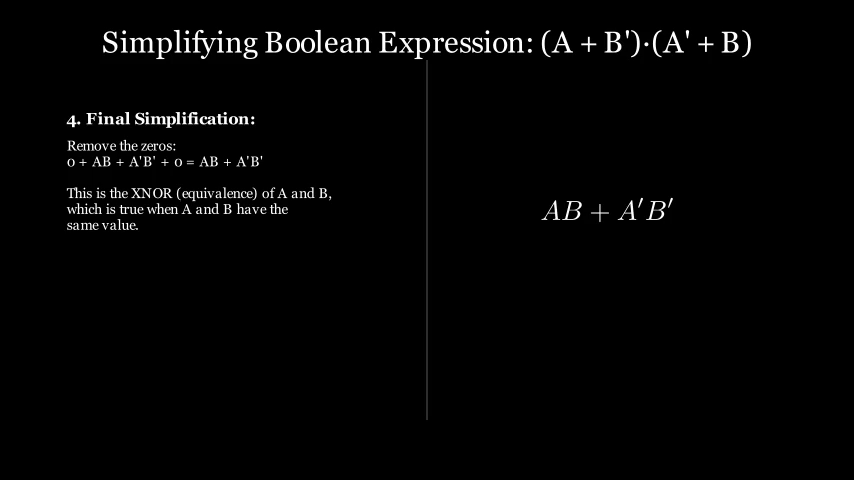 Simplifying Boolean Expression: (A + B')·(A' + B)
4. Final Simplification:
Remove the zeros:
0 + AB + A'B' + 0 = AB + A'B'
This is the XNOR (equivalence) of A and B,
which is true when A and B have the
same value.
AB + A′B′